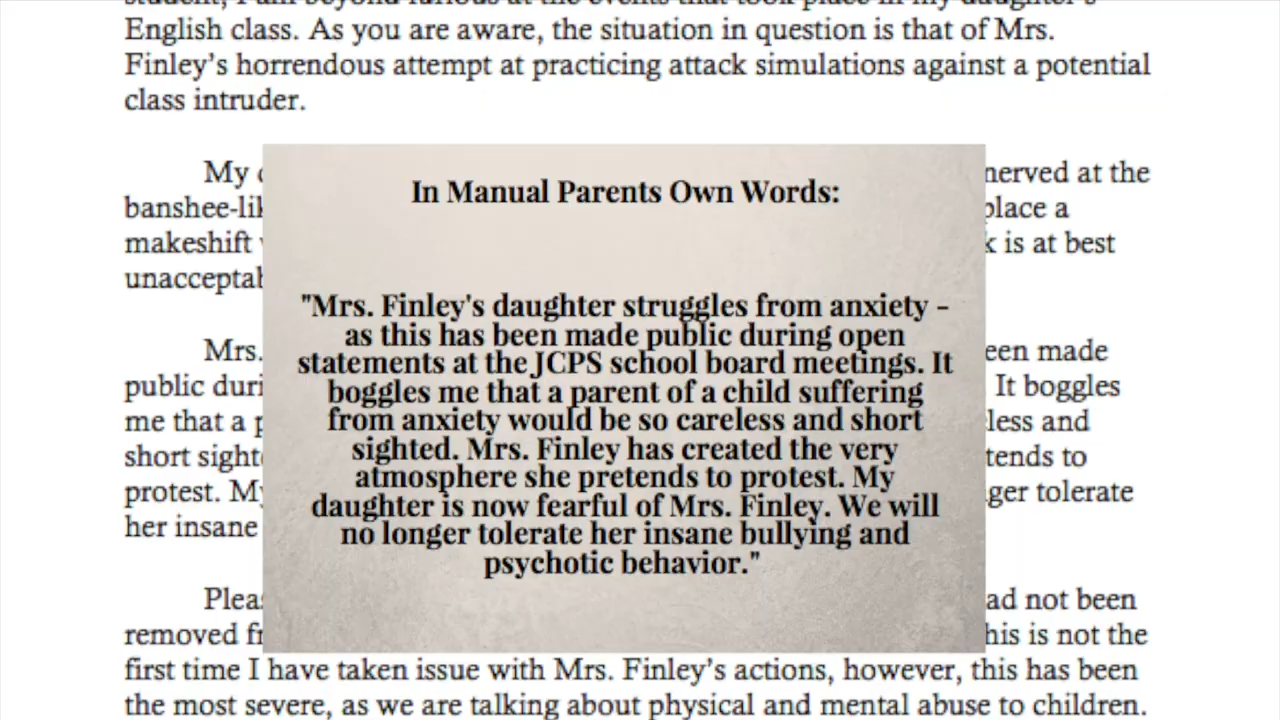 student, I am beyond furious at the events that took place in my daughter's
English class. As you are aware, the situation in question is that of Mrs.
Finley's horrendous attempt at practicing attack simulations against a potential
class intruder.
My
nerved at the
banshee-lik
place a
makeshift
k is at best
unacceptab
In Manual Parents Own Words:
"Mrs. Finley's daughter struggles from anxiety -
as this has been made public during open
statements at the JCPS school board meetings. It
boggles me that a parent of a child suffering
from anxiety would be so careless and short
sighted. Mrs. Finley has created the very
atmosphere she pretends to protest. My
daughter is now fearful of Mrs. Finley. We will
no longer tolerate her insane bullying and
psychotic behavior."
Mrs.
een made
public duri
It boggles
me that a p
less and
short sighte
tends to
protest. My
ger tolerate
her insane
Pleas
ad not been
removed fr
his is not the
first time I have taken issue with Mrs. Finley's actions, however, this has been
the most severe, as we are talking about physical and mental abuse to children.